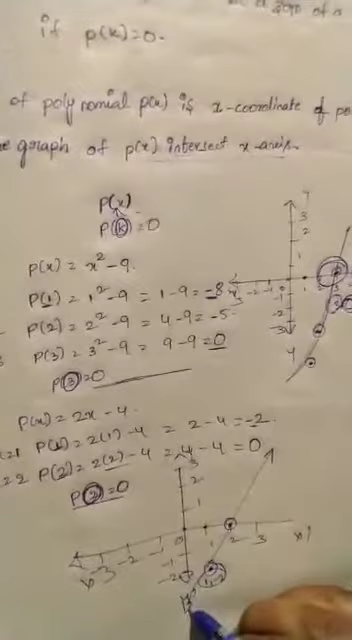 if p(k)=0.
of polynomial p(x) is x-coordinate of
graph of p(x) intersect x-axis.
P(x)
P(k)=0
p(x) = x²-9
P(1) = 1²-9 = 1-9 = -8
P(2) = 2²-9 = 4-9 = -5
P(3) = 3²-9 = 9-9 = 0
P(3)=0
P(x) = 2x-4
P(1) = 2(1)-4 = 2-4 = -2
P(2) = 2(2)-4 = 4-4 = 0
P(2)=0